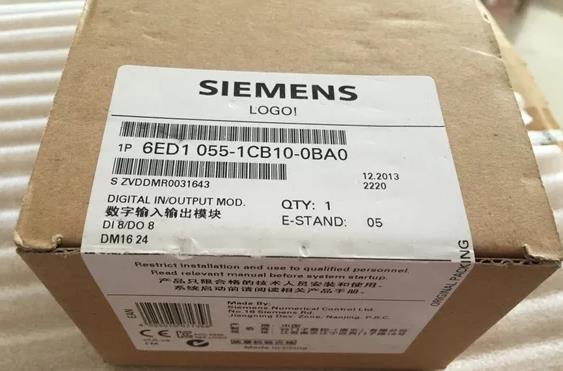 SIEMENS
LOGO!
1P 6ED1 055-1CB10-0BA0
S ZVDDMR0031643
12.2013
2220
DIGITAL IN/OUTPUT MOD.
数字输入输出模块
DI 8/DO 8
DM16 24
QTY: 1
E-STAND: 05
ORIGINAL PACKING
Restrict installation and use to qualified personnel.
Read relevant manual before system startup.
产品只限合格的技术人员安装和使用。
系统启动前请阅读相关产品手册。
EAN
Made By:
Siemens Numerical Control Ltd.
No.18 Siemens Rd.
Jiangning Dev. Zone, Nanjing, P.R.C.
CE
FM
Made in China